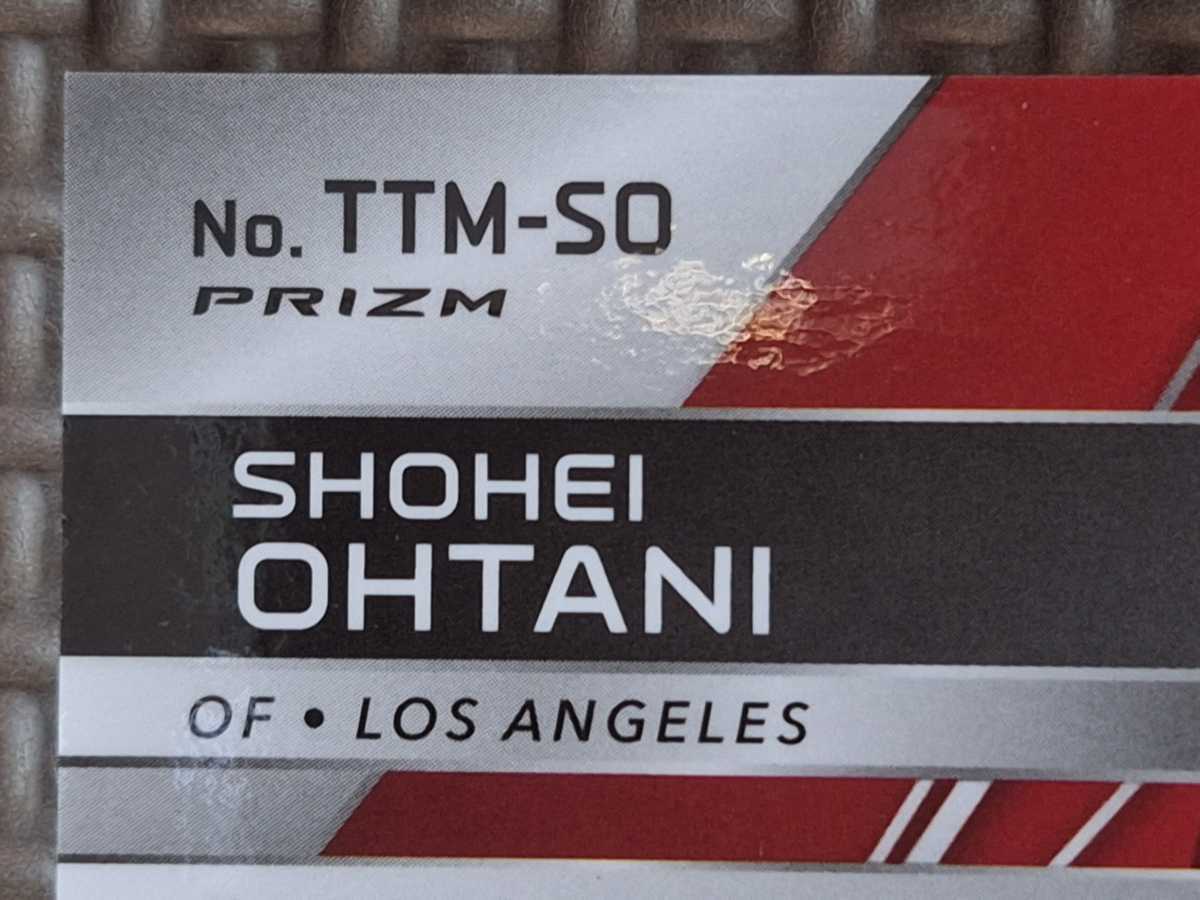 No. TTM-SO
PRIZM
SHOHEI
OHTANI
OF • LOS ANGELES